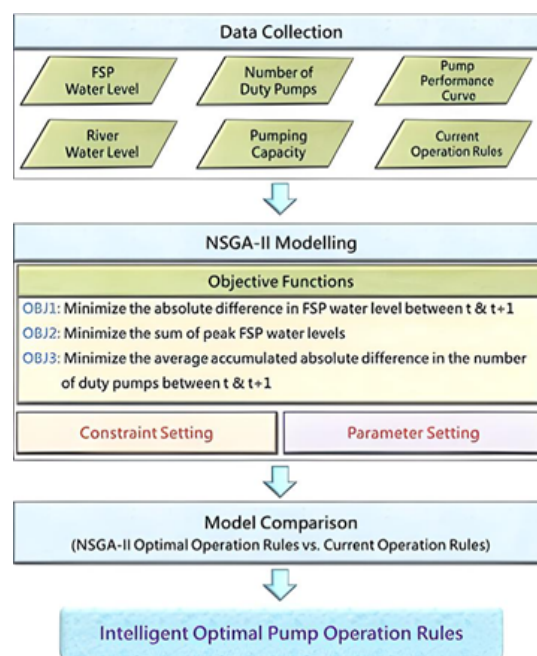 Data Collection
FSP
Water Level
Number of
Duty Pumps
Pump
Performance
Curve
River
Water Level
Pumping
Capacity
Current
Operation Rules
NSGA-II Modelling
Objective Functions
OBJ1: Minimize the absolute difference in FSP water level between t & t+1
OBJ2: Minimize the sum of peak FSP water levels
OBJ3: Minimize the average accumulated absolute difference in the number
of duty pumps between t & t+1
Constraint Setting
Parameter Setting
Model Comparison
(NSGA-II Optimal Operation Rules vs. Current Operation Rules)
Intelligent Optimal Pump Operation Rules